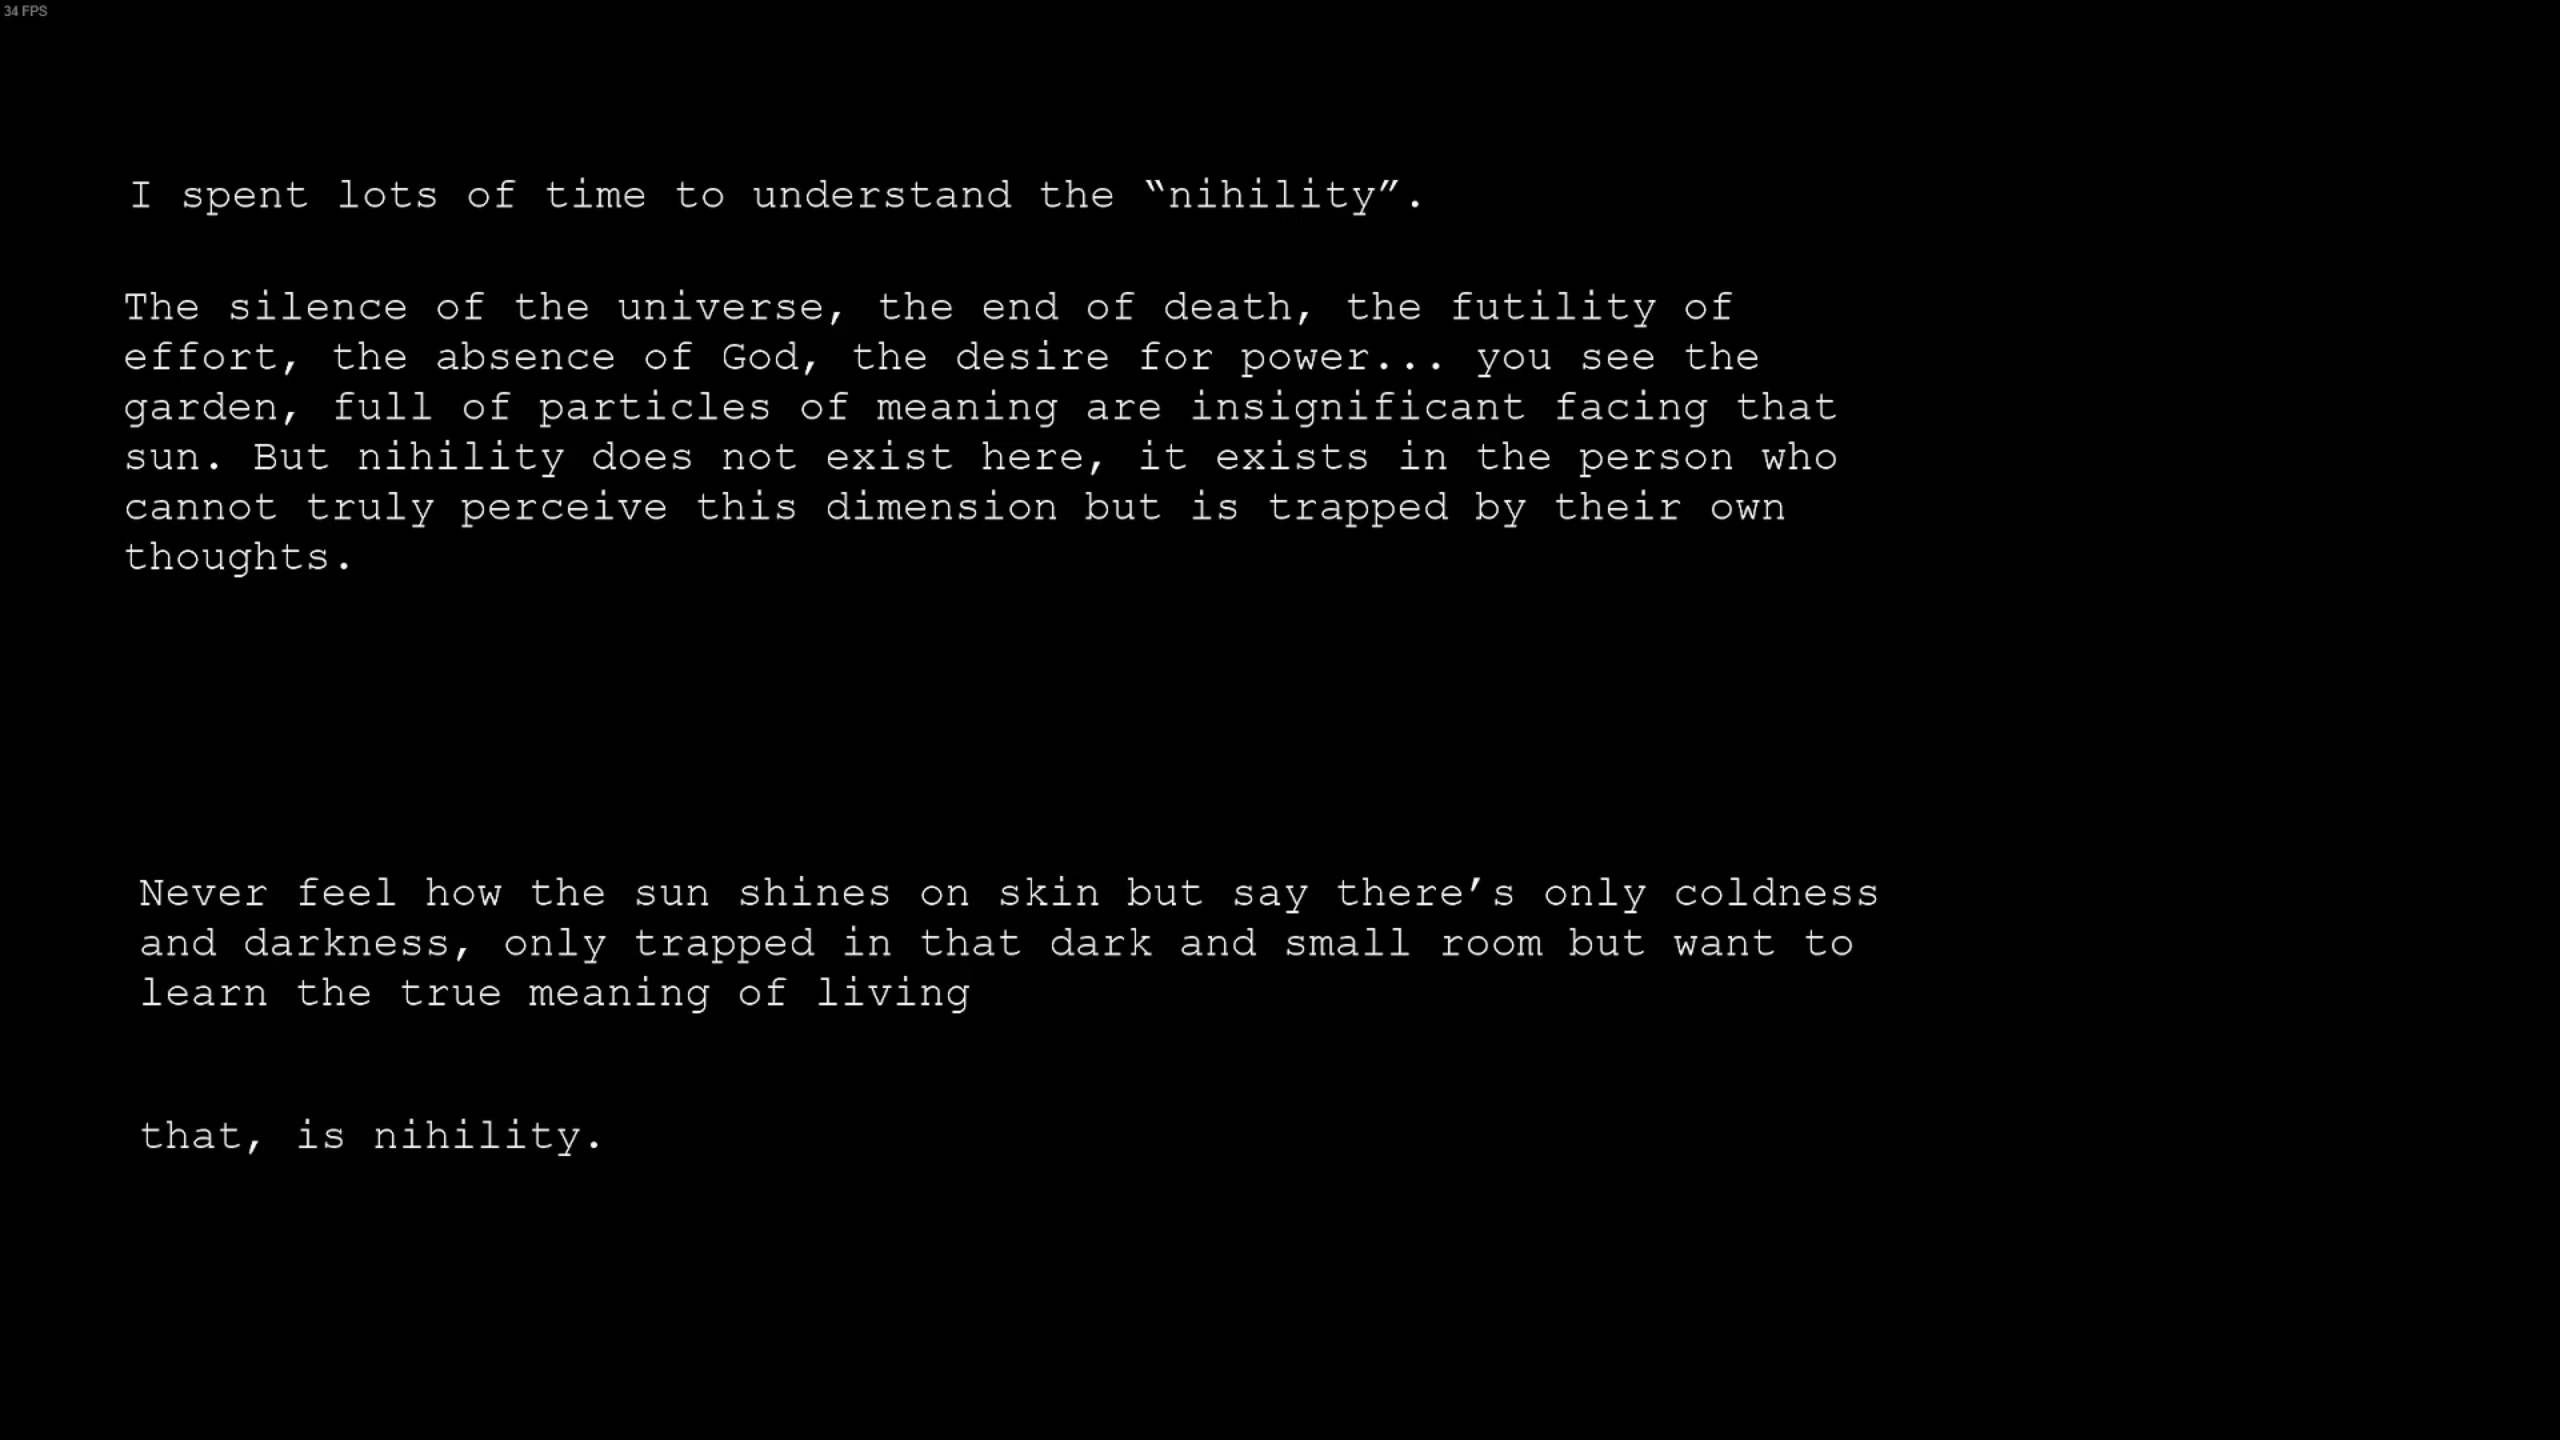 34 FPS
I spent lots of time to understand the “nihility”.
The silence of the universe, the end of death, the futility of
effort, the absence of God, the desire for power... you see the
garden, full of particles of meaning are insignificant facing that
sun. But nihility does not exist here, it exists in the person who
cannot truly perceive this dimension but is trapped by their own
thoughts.
Never feel how the sun shines on skin but say there’s only coldness
and darkness, only trapped in that dark and small room but want to
learn the true meaning of living
that, is nihility.